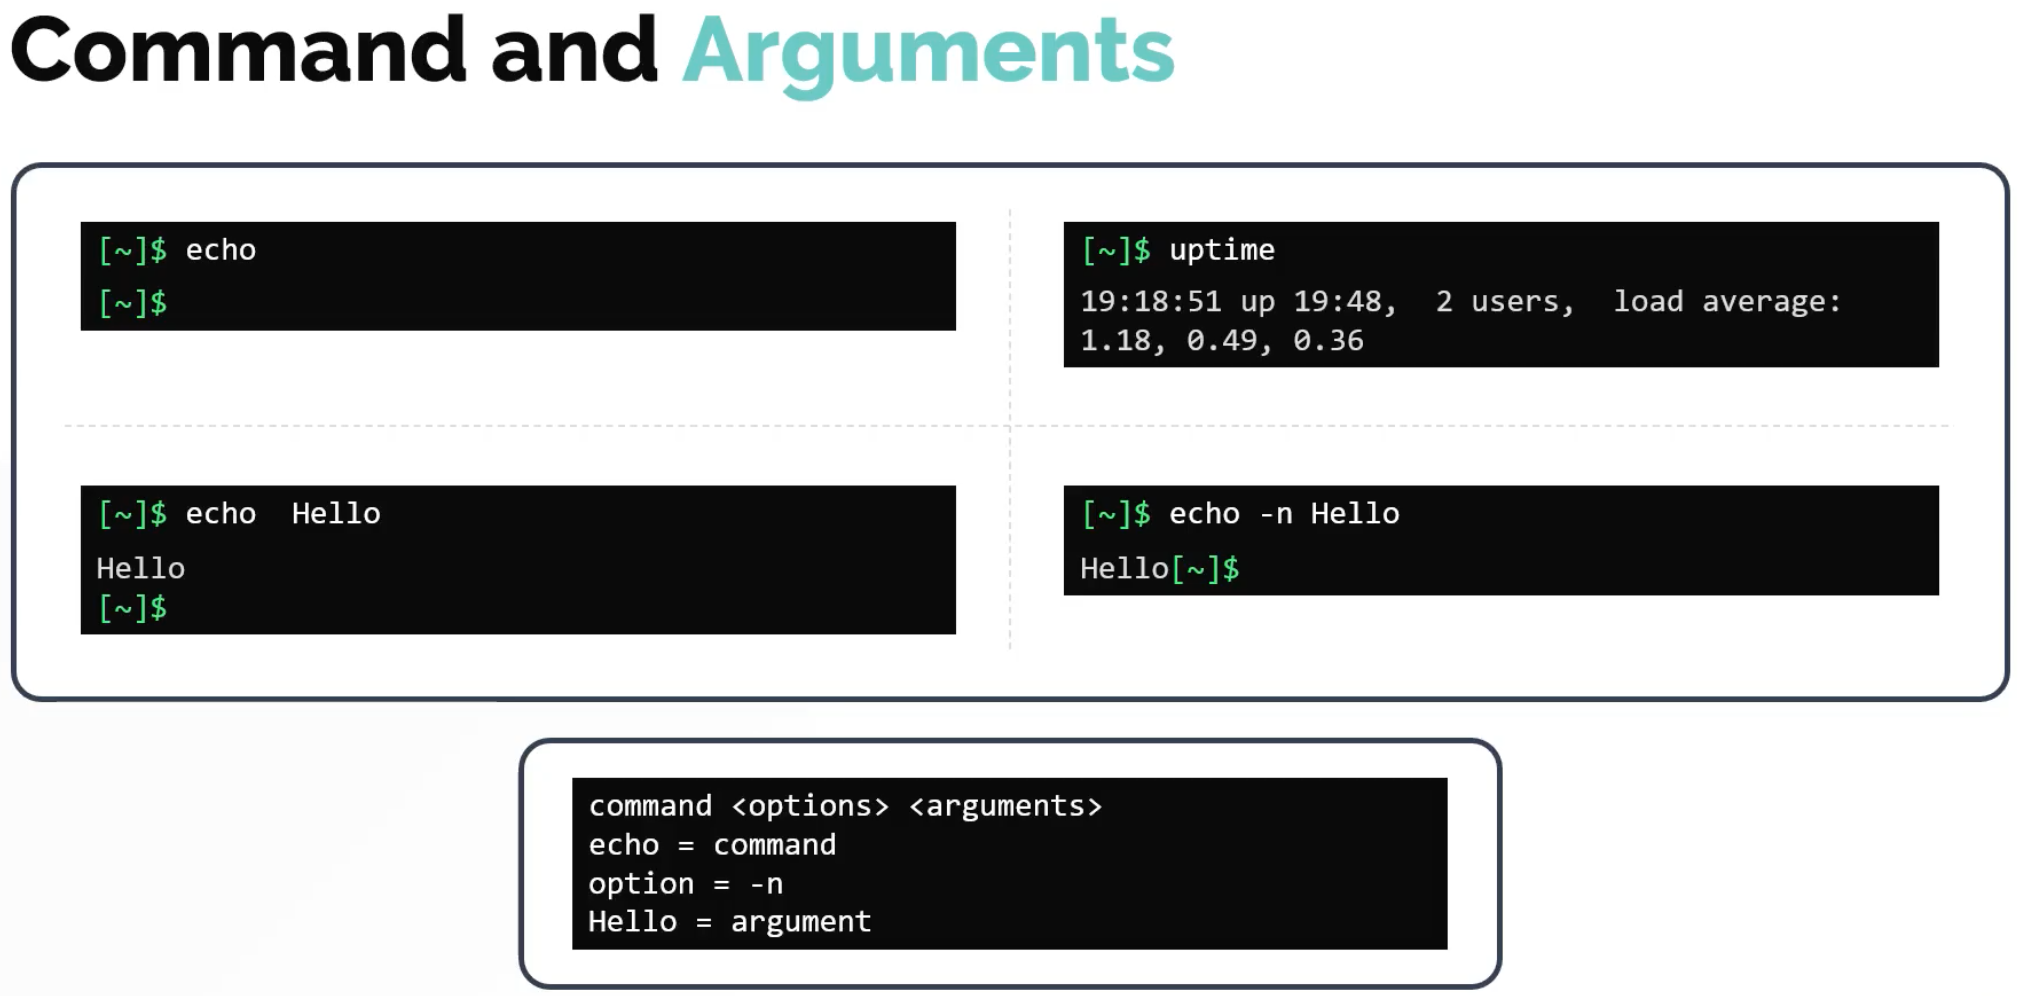 Command and Arguments
[~]$ echo
[~]$
[~]$ uptime
19:18:51 up 19:48,  2 users,  load average:
1.18, 0.49, 0.36
[~]$ echo  Hello
Hello
[~]$
[~]$ echo -n Hello
Hello[~]$
command <options> <arguments>
echo = command
option = -n
Hello = argument